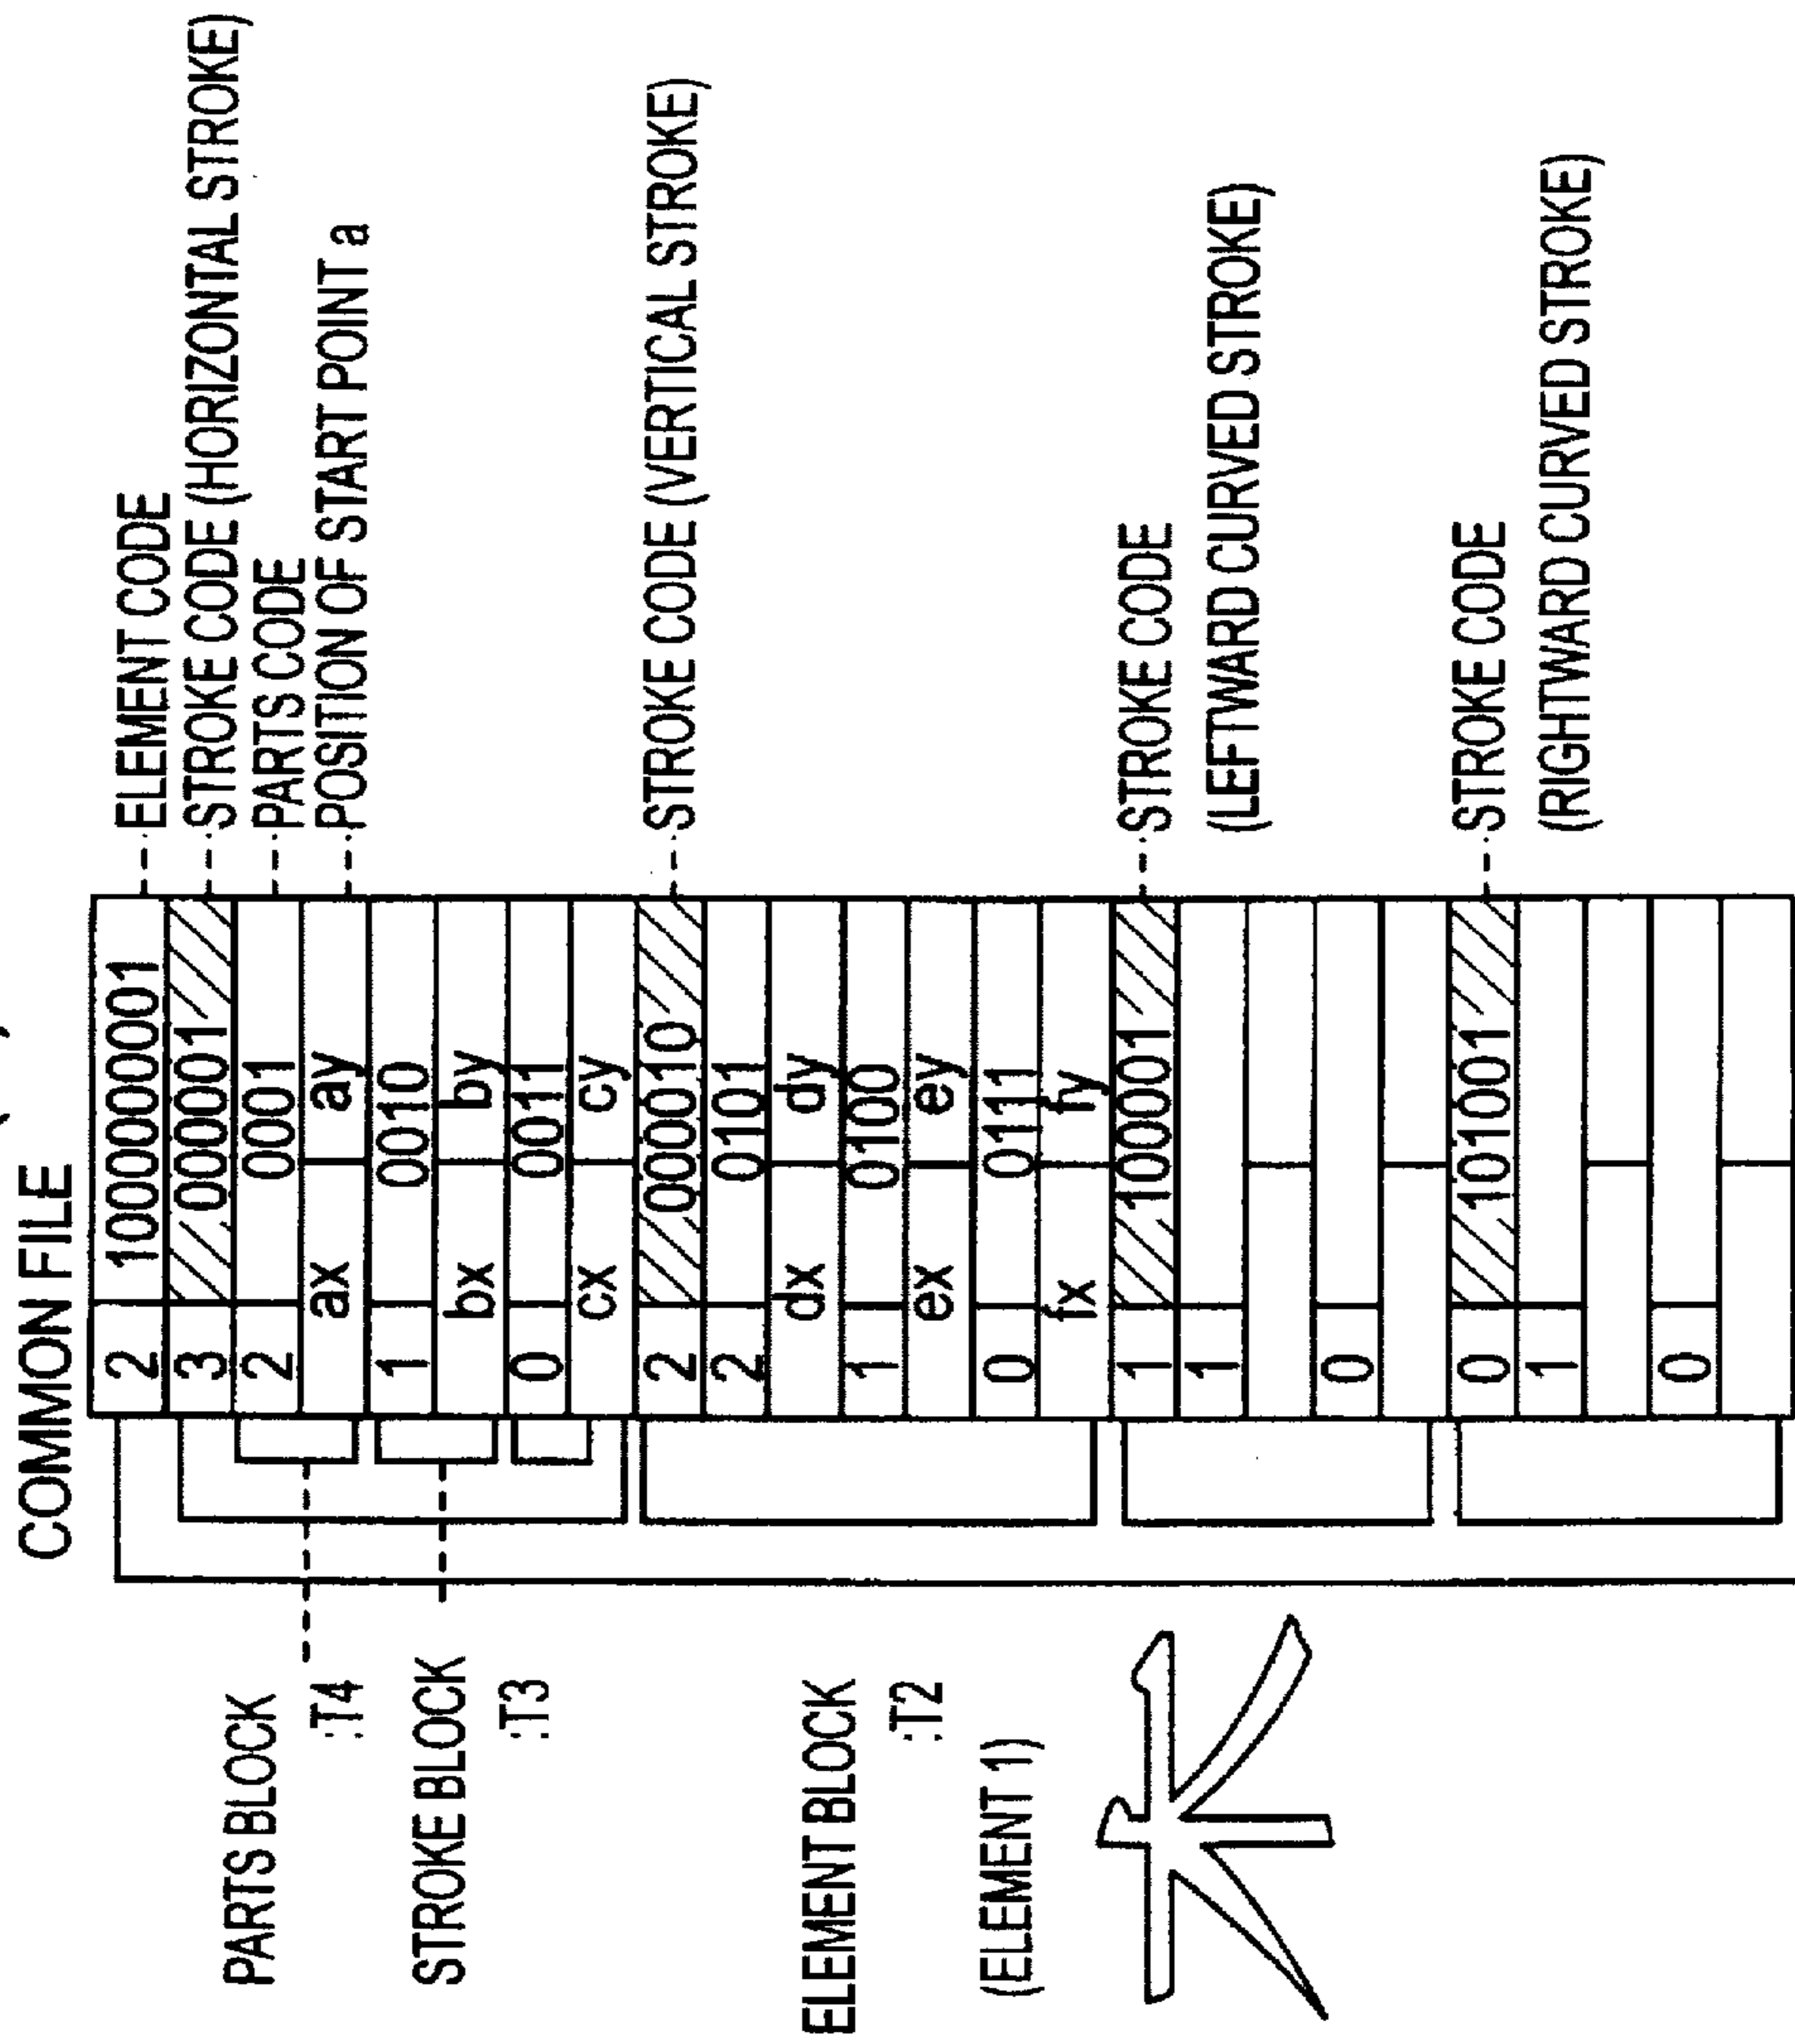 COMMON FILE
2 1000000001 ELEMENT CODE
3 000001 STROKE CODE (HORIZONTAL STROKE)
2 0001 PARTS CODE
ax ay POSITION OF START POINT a
1 0010
bx by
0 0011
cx cy
2 000010 STROKE CODE (VERTICAL STROKE)
2 0101
dx dy
1 0100
ex ey
0 0111
fx fy
1 100001 STROKE CODE
1 (LEFTWARD CURVED STROKE)
0
0 101001 STROKE CODE
1 (RIGHTWARD CURVED STROKE)
0
PARTS BLOCK
:T4
STROKE BLOCK
:T3
ELEMENT BLOCK
:T2
(ELEMENT 1)